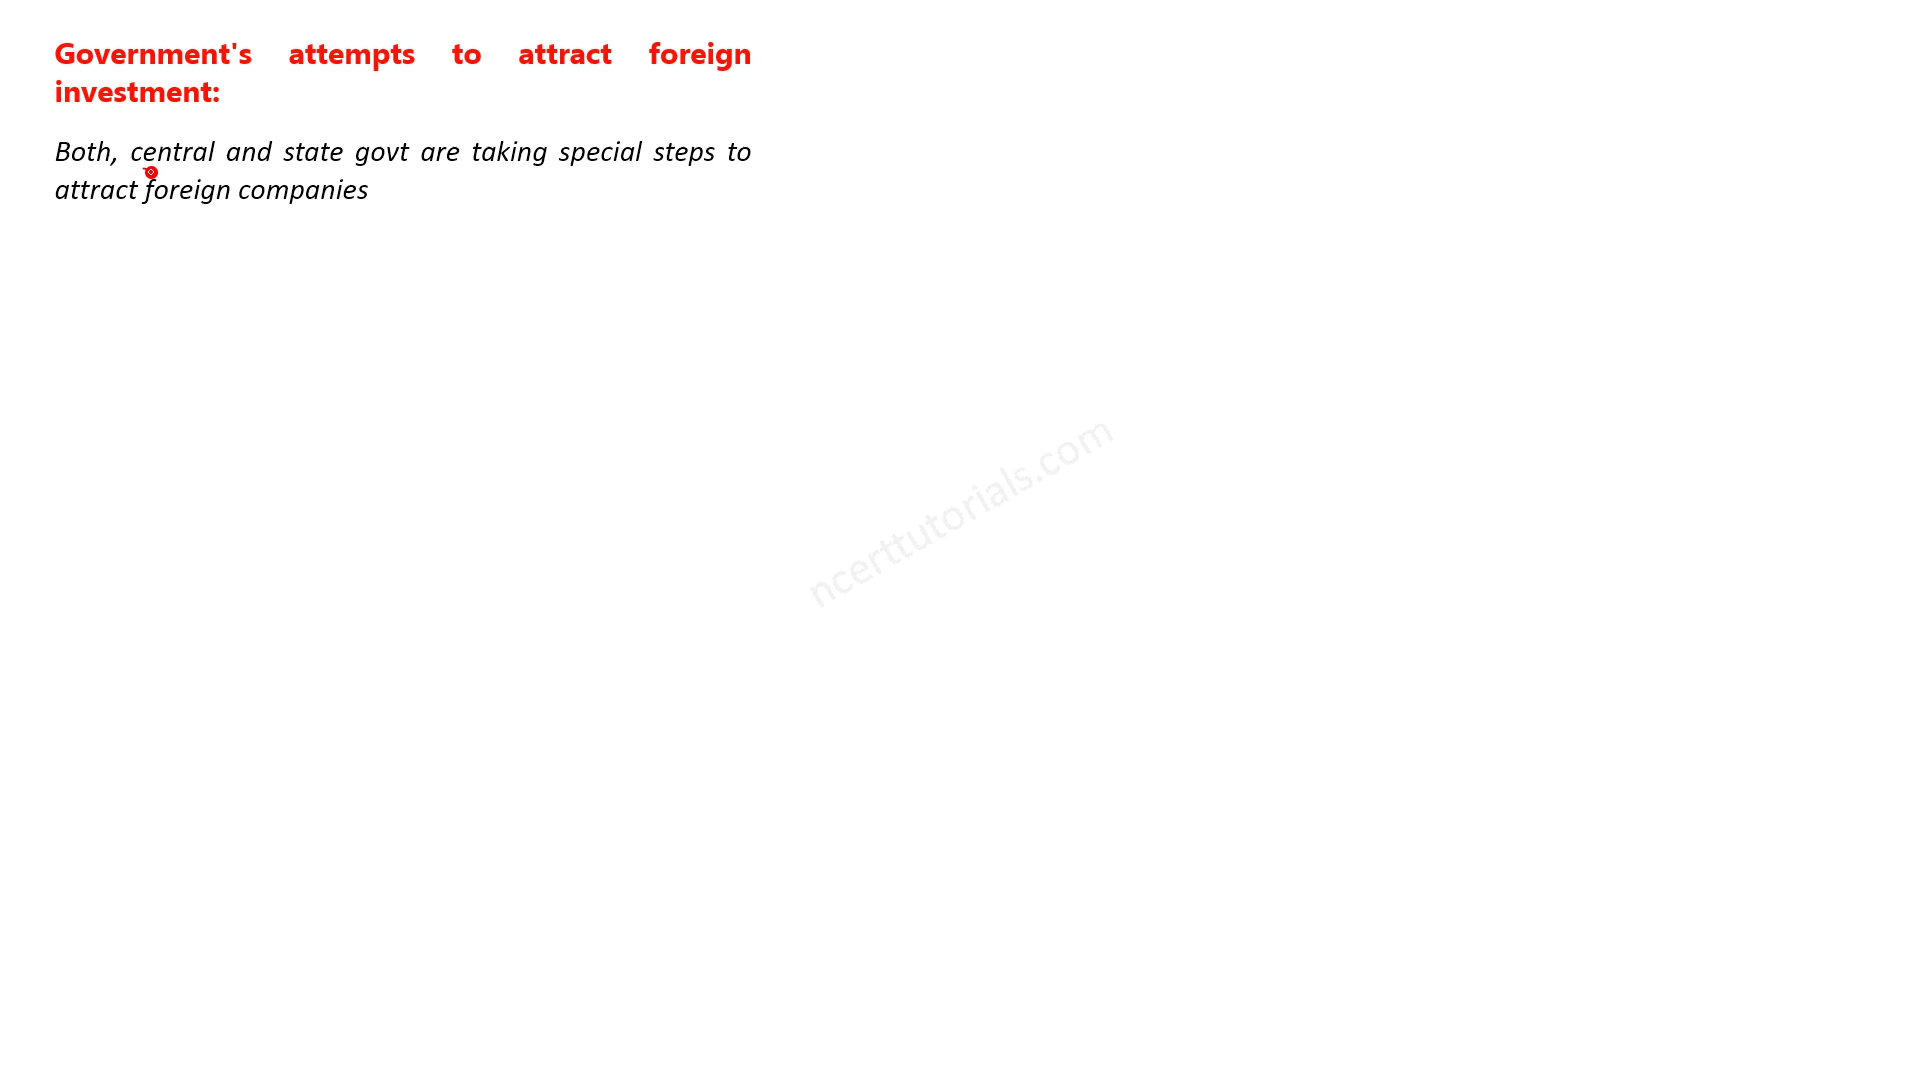 Government's attempts to attract foreign
investment:
Both, central and state govt are taking special steps to
attract foreign companies
ncerttutorials.com